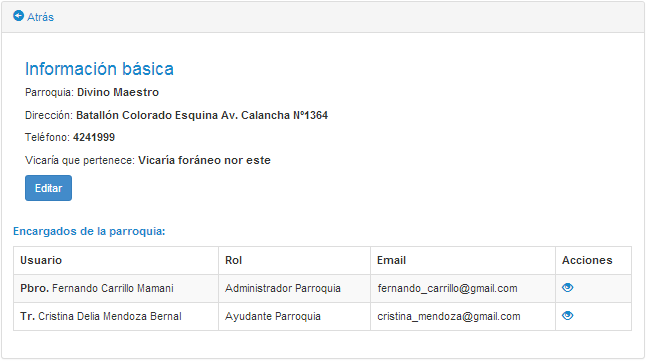 Atrás
Información básica
Parroquia: Divino Maestro
Dirección: Batallón Colorado Esquina Av. Calancha Nº1364
Teléfono: 4241999
Vicaría que pertenece: Vicaría foráneo nor este
Editar
Encargados de la parroquia:
Usuario Rol Email Acciones
Pbro. Fernando Carrillo Mamani Administrador Parroquia fernando_carrillo@gmail.com
Tr. Cristina Delia Mendoza Bernal Ayudante Parroquia cristina_mendoza@gmail.com